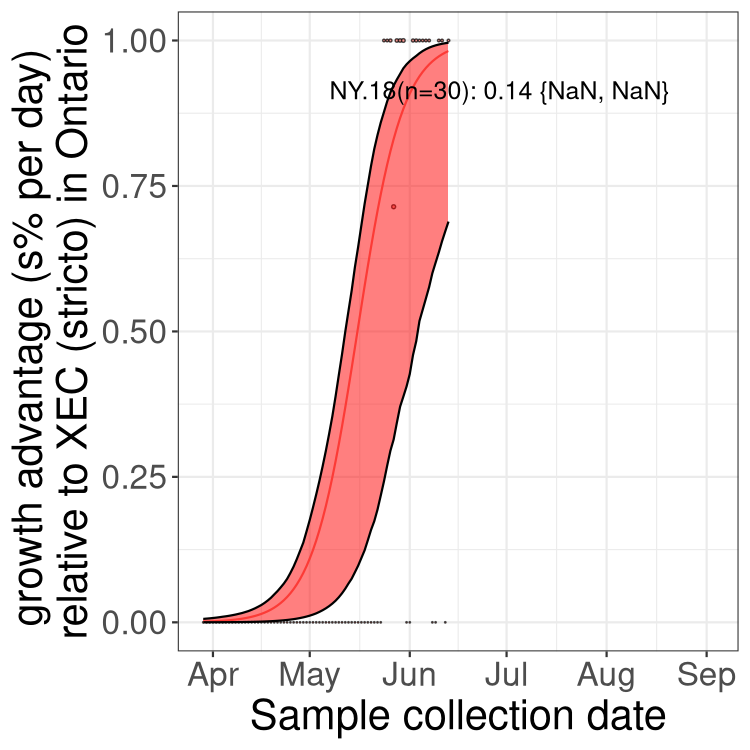 growth advantage (s% per day)
relative to XEC (stricto) in Ontario
1.00
0.75
0.50
0.25
0.00
NY.18(n=30): 0.14 {NaN, NaN}
Apr May Jun Jul Aug Sep
Sample collection date